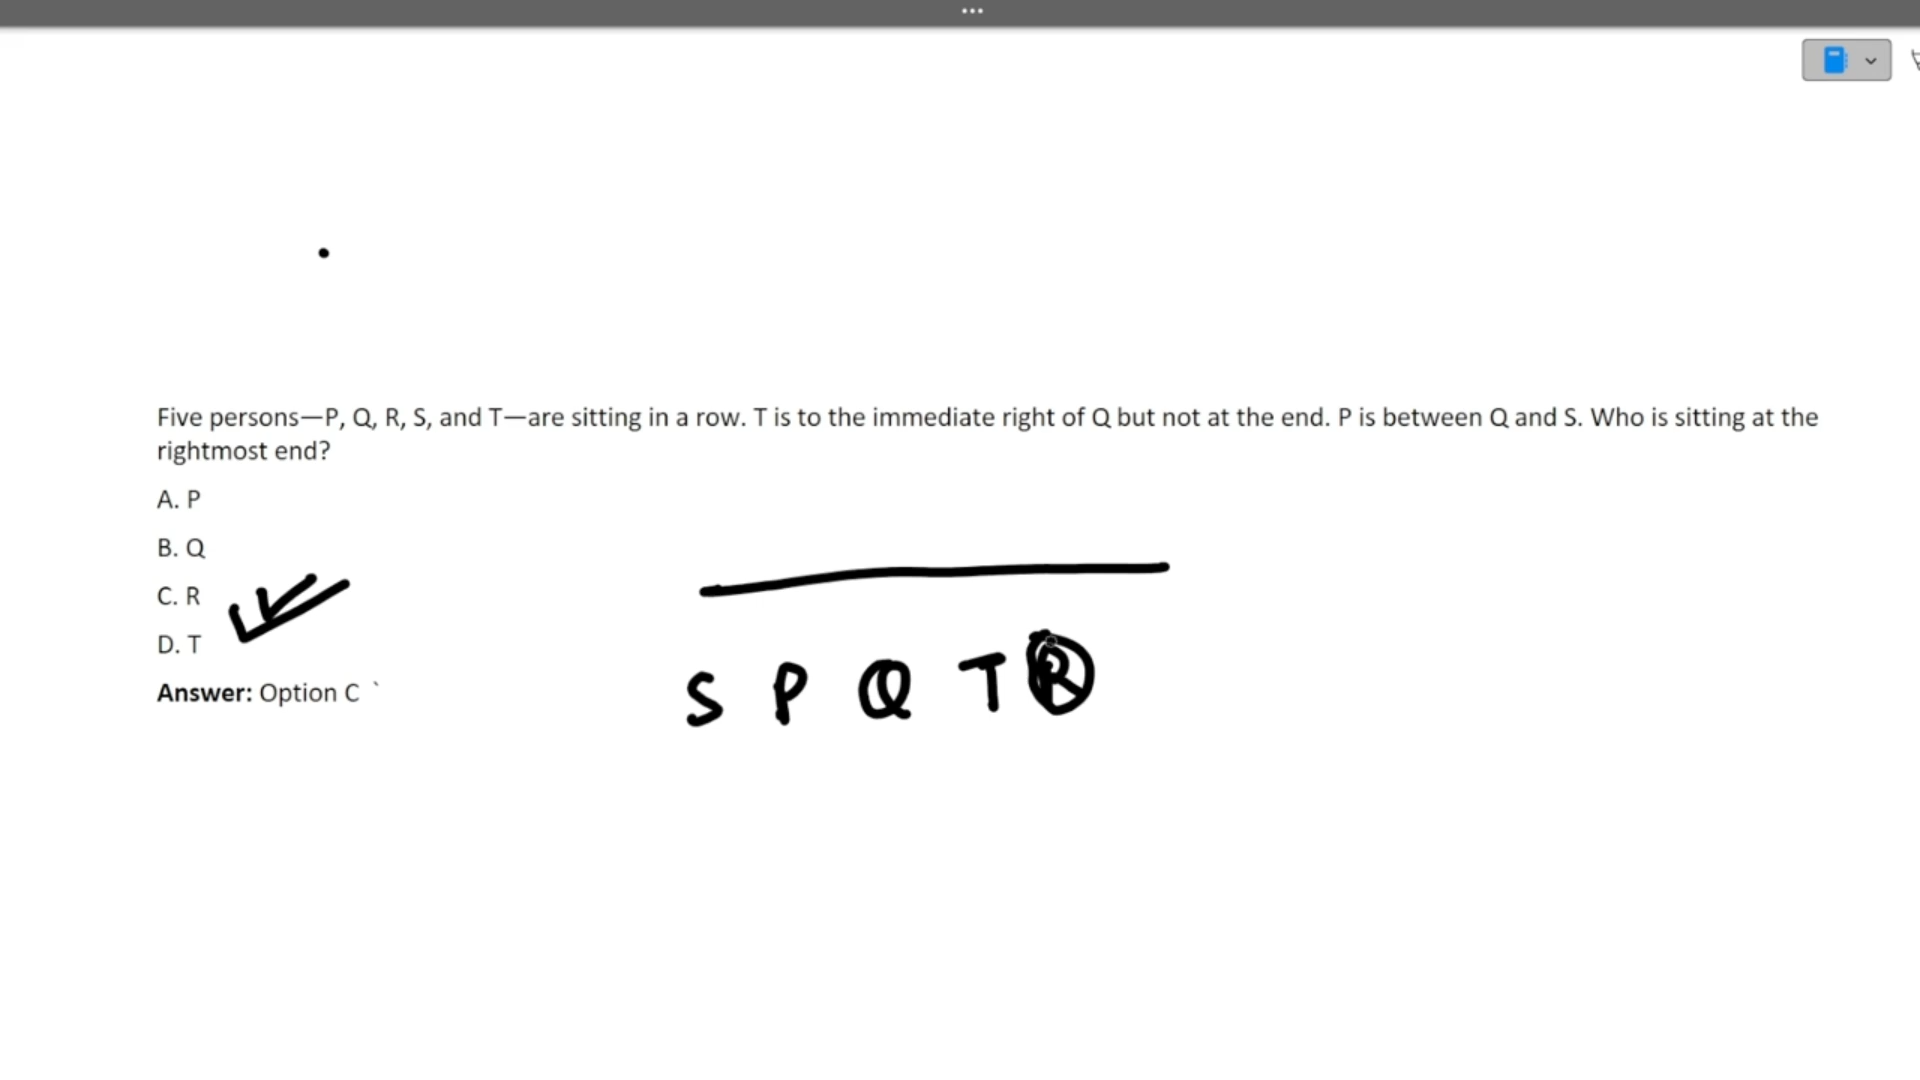 Five persons—P, Q, R, S, and T—are sitting in a row. T is to the immediate right of Q but not at the end. P is between Q and S. Who is sitting at the
rightmost end?
A. P
B. Q
C. R
D. T
Answer: Option C `
S P Q T R